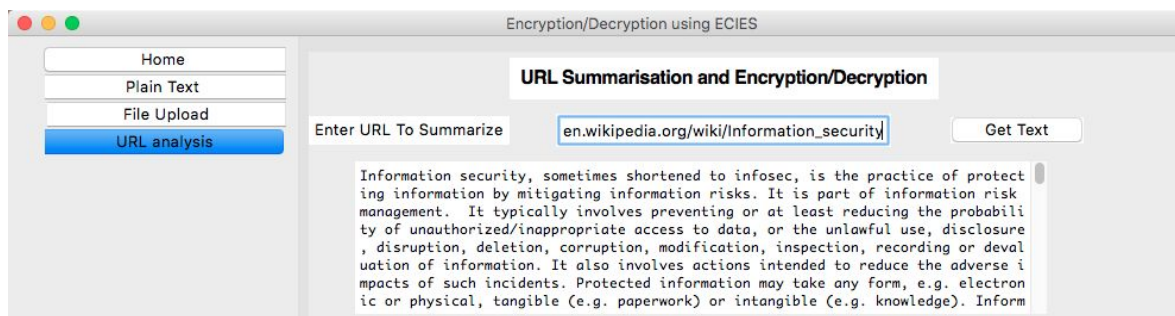 Encryption/Decryption using ECIES
Home
Plain Text
File Upload
URL analysis
URL Summarisation and Encryption/Decryption
Enter URL To Summarize
en.wikipedia.org/wiki/Information_security
Get Text
Information security, sometimes shortened to infosec, is the practice of protect
ing information by mitigating information risks. It is part of information risk
management.  It typically involves preventing or at least reducing the probabili
ty of unauthorized/inappropriate access to data, or the unlawful use, disclosure
, disruption, deletion, corruption, modification, inspection, recording or deval
uation of information. It also involves actions intended to reduce the adverse i
mpacts of such incidents. Protected information may take any form, e.g. electron
ic or physical, tangible (e.g. paperwork) or intangible (e.g. knowledge). Inform